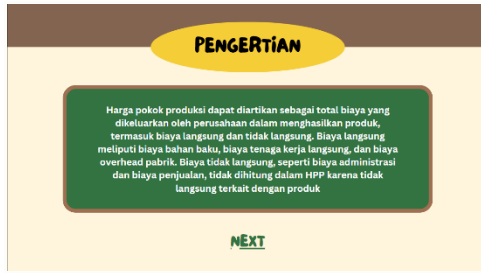 PENGERTIAN
Harga pokok produksi dapat diartikan sebagai total biaya yang
dikeluarkan oleh perusahaan dalam menghasilkan produk,
termasuk biaya langsung dan tidak langsung. Biaya langsung
meliputi biaya bahan baku, biaya tenaga kerja langsung, dan biaya
overhead pabrik. Biaya tidak langsung, seperti biaya administrasi
dan biaya penjualan, tidak dihitung dalam HPP karena tidak
langsung terkait dengan produk
NEXT